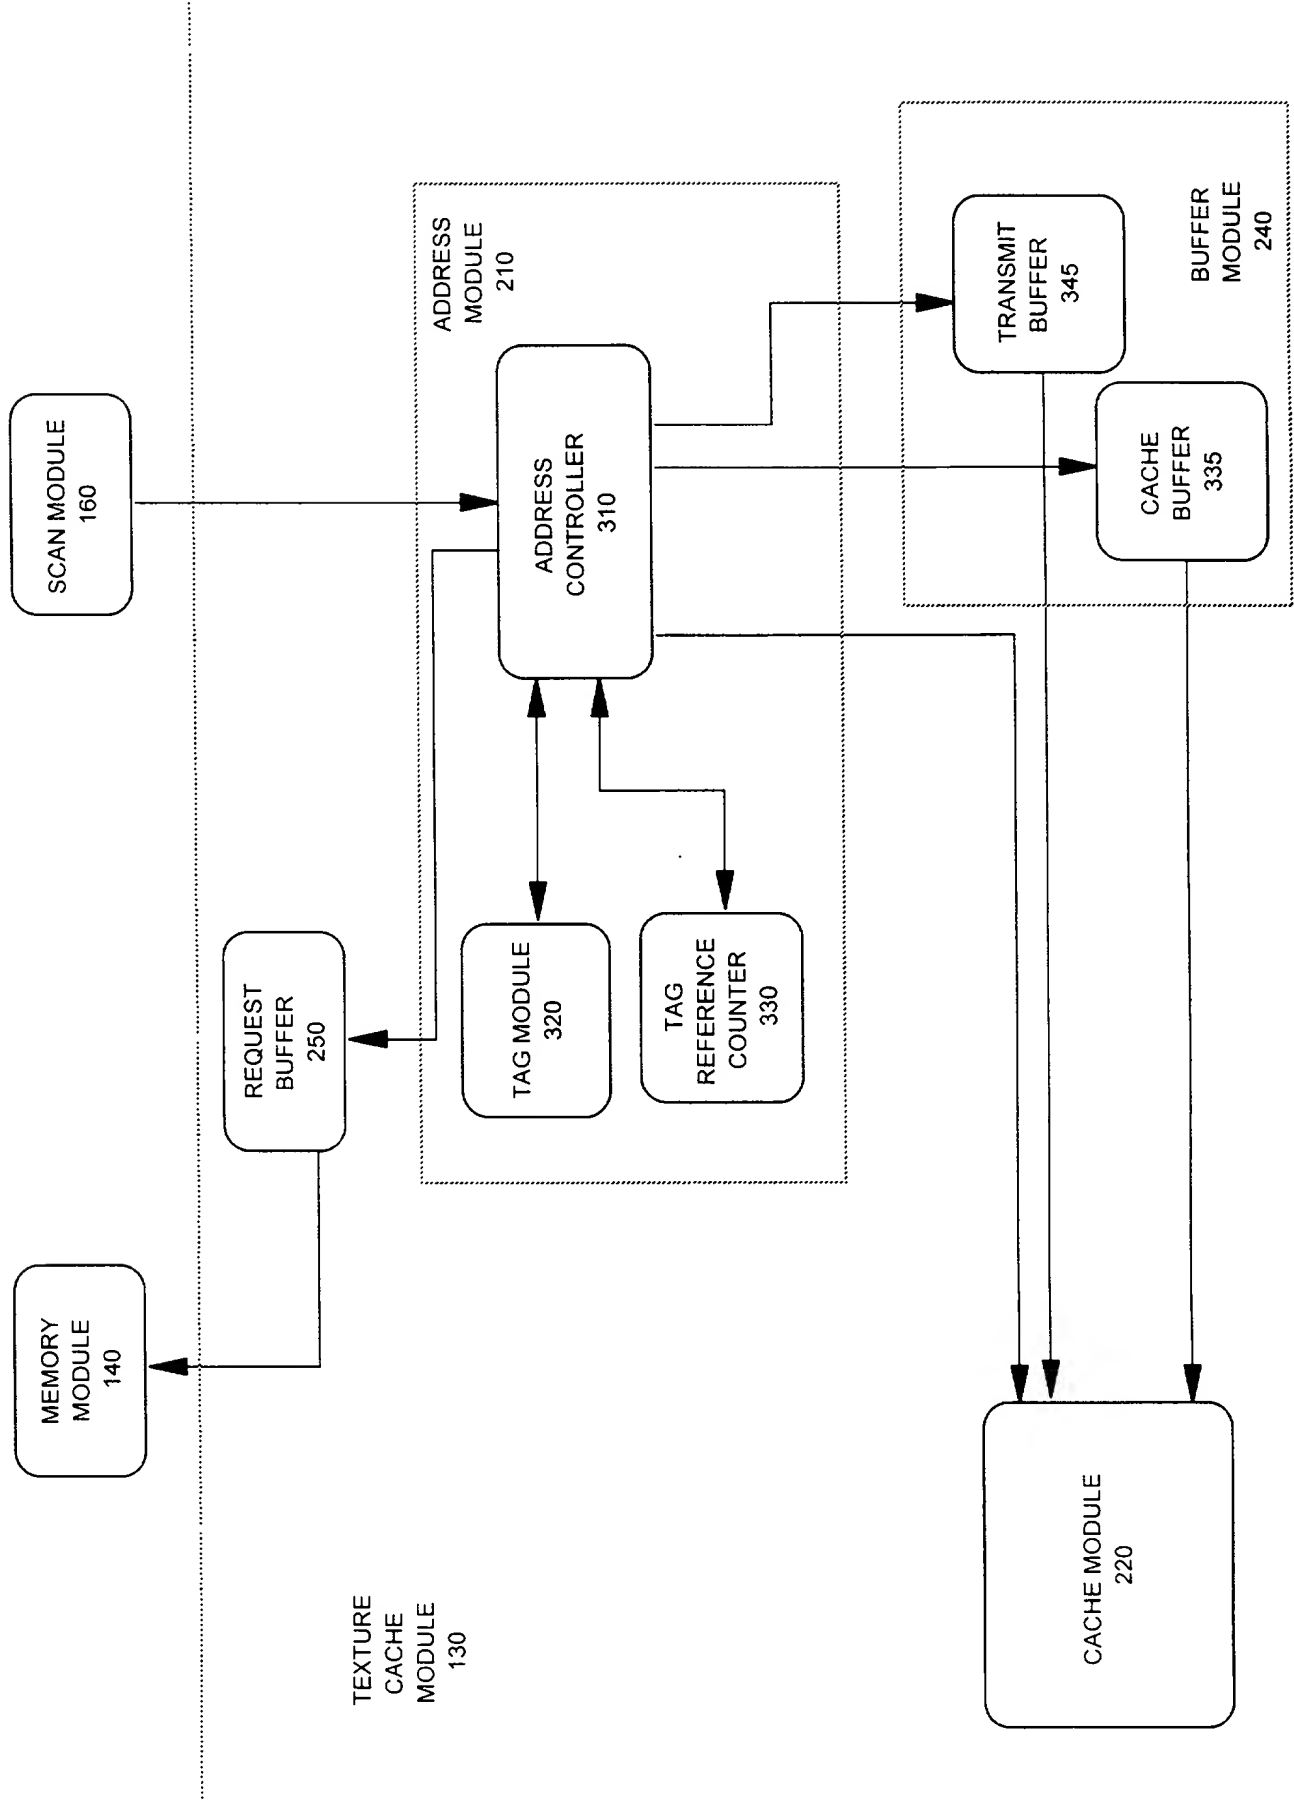 SCAN MODULE
160
MEMORY
MODULE
140
REQUEST
BUFFER
250
ADDRESS
MODULE
210
ADDRESS
CONTROLLER
310
TAG MODULE
320
TAG
REFERENCE
COUNTER
330
TEXTURE
CACHE
MODULE
130
TRANSMIT
BUFFER
345
CACHE
BUFFER
335
BUFFER
MODULE
240
CACHE MODULE
220